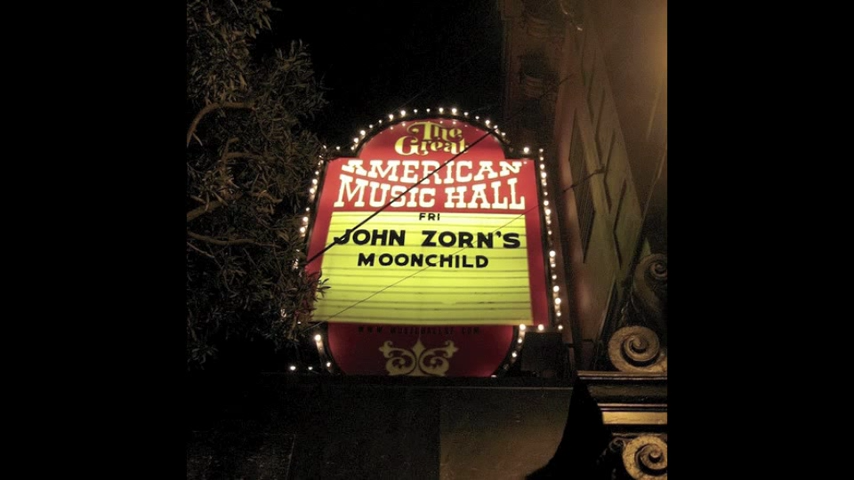 The
Great
AMERICAN
MUSIC HALL
FRI
JOHN ZORN'S
MOONCHILD